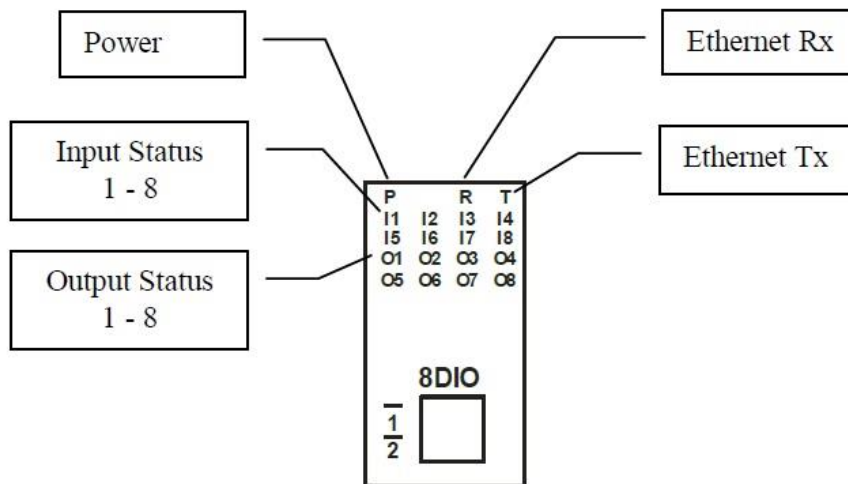 Power
Ethernet Rx
Input Status
1 - 8
Ethernet Tx
Output Status
1 - 8
P R T
I1 I2 I3 I4
I5 I6 I7 I8
O1 O2 O3 O4
O5 O6 O7 O8
8DIO
1
2